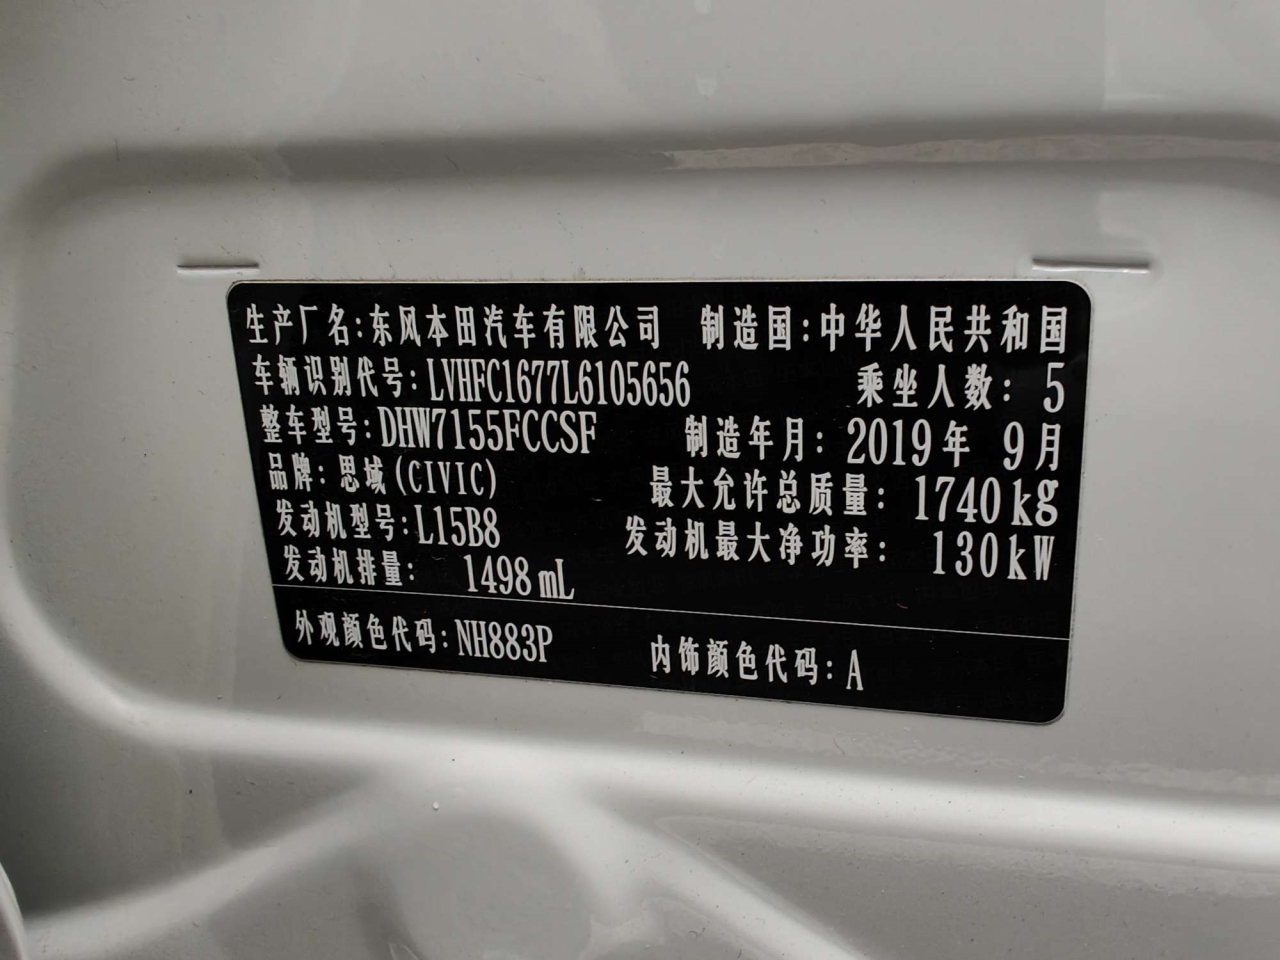 生产厂名:东风本田汽车有限公司 制造国:中华人民共和国
车辆识别代号:LVHFC1677L6105656 乘坐人数:5
整车型号:DHW7155FCCSF 制造年月:2019年 9月
品牌:思域(CIVIC) 最大允许总质量:1740kg
发动机型号:L15B8 发动机最大净功率:130kW
发动机排量: 1498mL
外观颜色代码:NH883P 内饰颜色代码:A